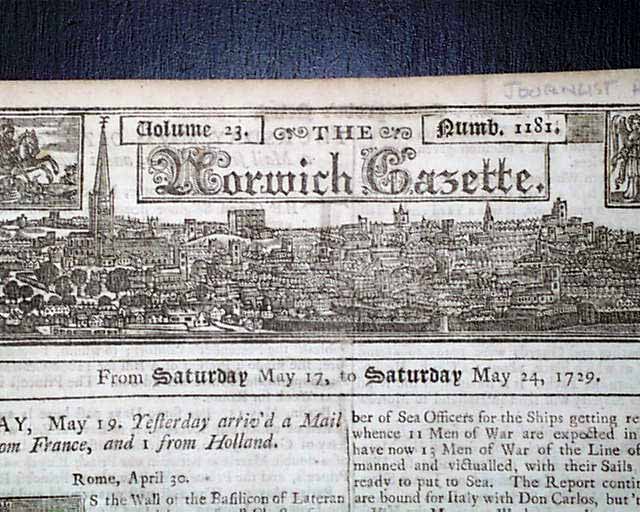 JOURNALIST
Volume 23. THE Numb. 1181.
Norwich Gazette.
From Saturday May 17, to Saturday May 24, 1729.
AY, May 19. Yesterday arriv'd a Mail
om France, and 1 from Holland.
Rome, April 30.
S the Wall of the Basilicon of Lateran
ber of Sea Officers for the Ships getting re
whence 11 Men of War are expected in
have now 13 Men of War of the Line of
manned and victualled, with their Sails
ready to put to Sea. The Report contin
are bound for Italy with Don Carlos, but't